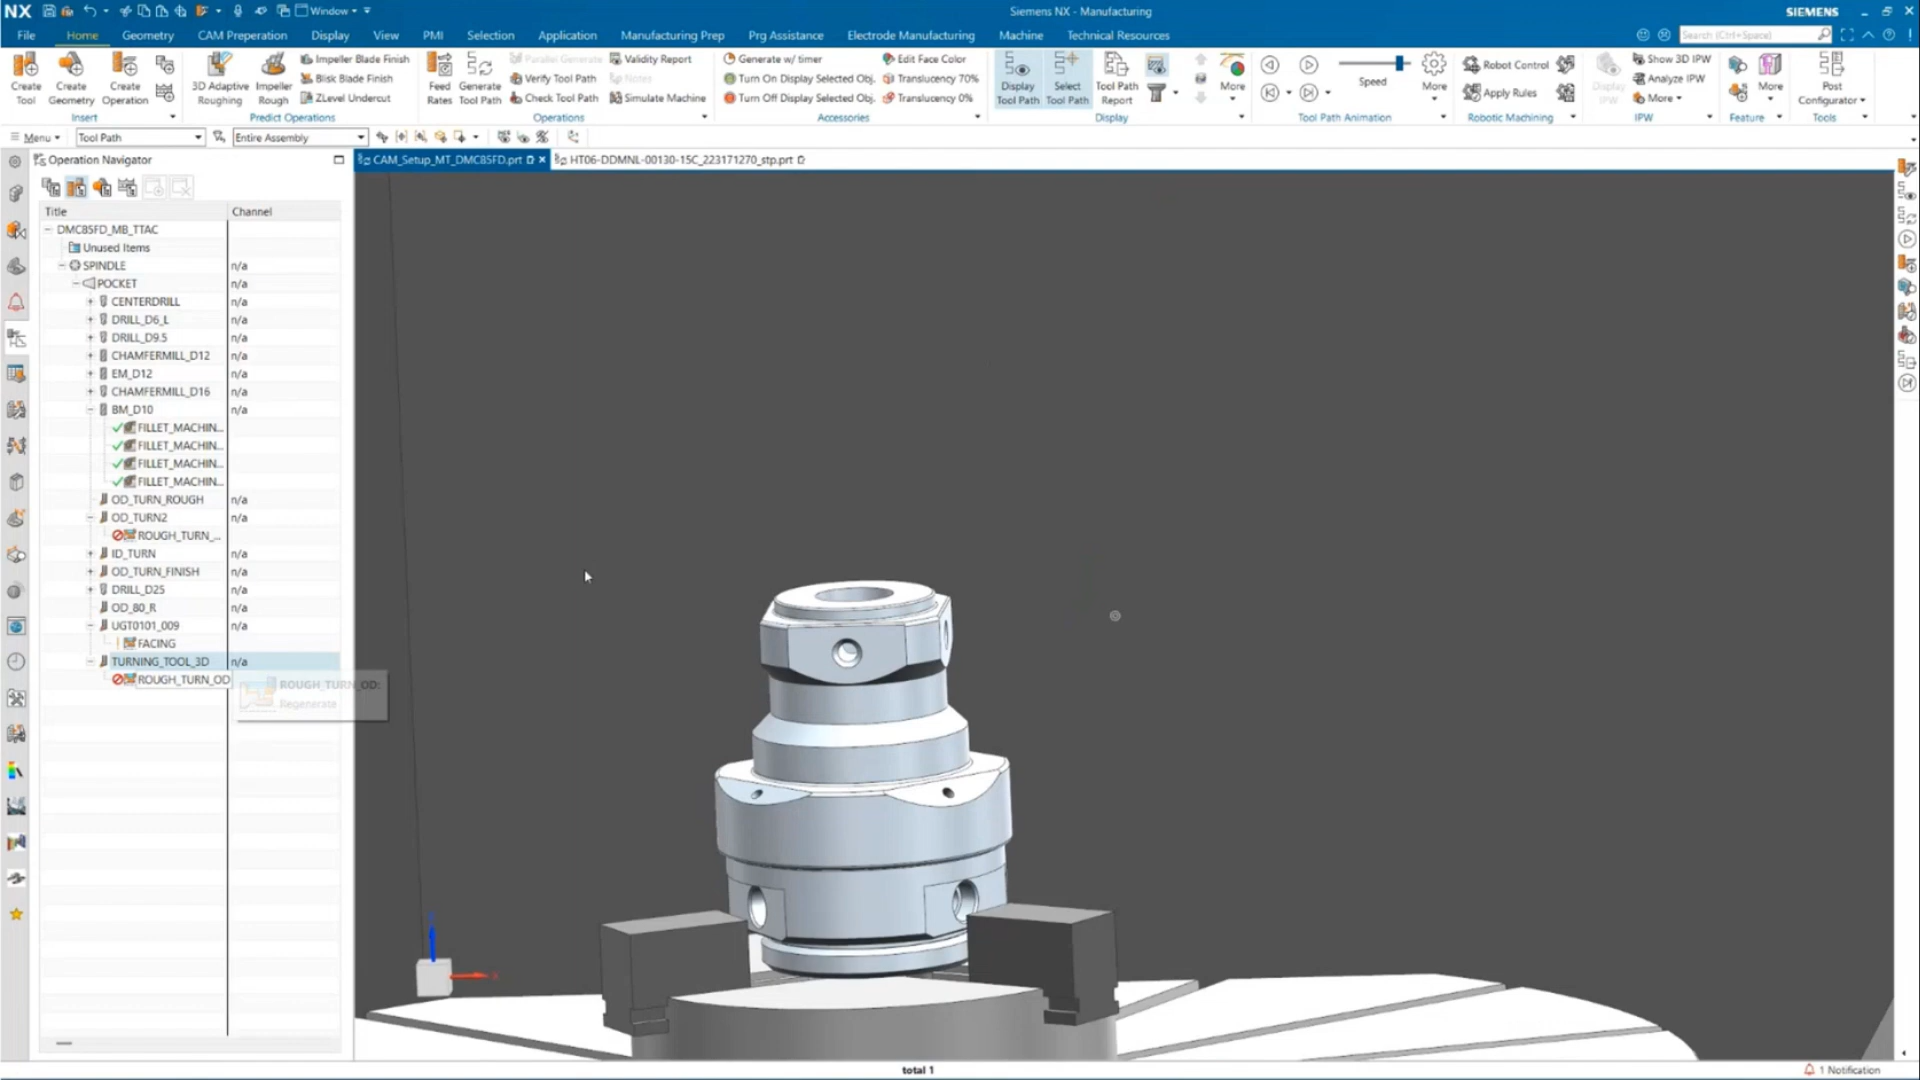 NX
Window
Siemens NX - Manufacturing
SIEMENS
File Home Geometry CAM Preperation Display View PMI Selection Application Manufacturing Prep Prg Assistance Electrode Manufacturing Machine Technical Resources
Search (Ctrl+Space)
Create Tool
Create Geometry
Create Operation
Insert
3D Adaptive Roughing
Impeller Rough
Impeller Blade Finish
Blisk Blade Finish
ZLevel Undercut
Predict Operations
Feed Rates
Generate Tool Path
Parallel Generate
Verify Tool Path
Check Tool Path
Validity Report
Notes
Simulate Machine
Operations
Generate w/ timer
Turn On Display Selected Obj.
Turn Off Display Selected Obj.
Edit Face Color
Translucency 70%
Translucency 0%
Accessories
Display Tool Path
Select Tool Path
Tool Path Report
More
Display
Speed
More
Tool Path Animation
Robot Control
Apply Rules
Robotic Machining
Display IPW
Show 3D IPW
Analyze IPW
More
IPW
More
Feature
Post Configurator
Tools
Menu
Tool Path
Entire Assembly
Operation Navigator
CAM_Setup_MT_DMC85FD.prt
HT06-DDMNL-00130-15C_223171270_stp.prt
Title Channel
DMC85FD_MB_TTAC
Unused Items
SPINDLE n/a
POCKET n/a
CENTERDRILL n/a
DRILL_D6_L n/a
DRILL_D9.5 n/a
CHAMFERMILL_D12 n/a
EM_D12 n/a
CHAMFERMILL_D16 n/a
BM_D10 n/a
FILLET_MACHIN...
FILLET_MACHIN...
FILLET_MACHIN...
FILLET_MACHIN...
OD_TURN_ROUGH n/a
OD_TURN2 n/a
ROUGH_TURN_...
ID_TURN n/a
OD_TURN_FINISH n/a
DRILL_D25 n/a
OD_80_R n/a
UGT0101_009 n/a
FACING
TURNING_TOOL_3D n/a
ROUGH_TURN_OD
ROUGH_TURN_OD:
Regenerate
total 1
1 Notification